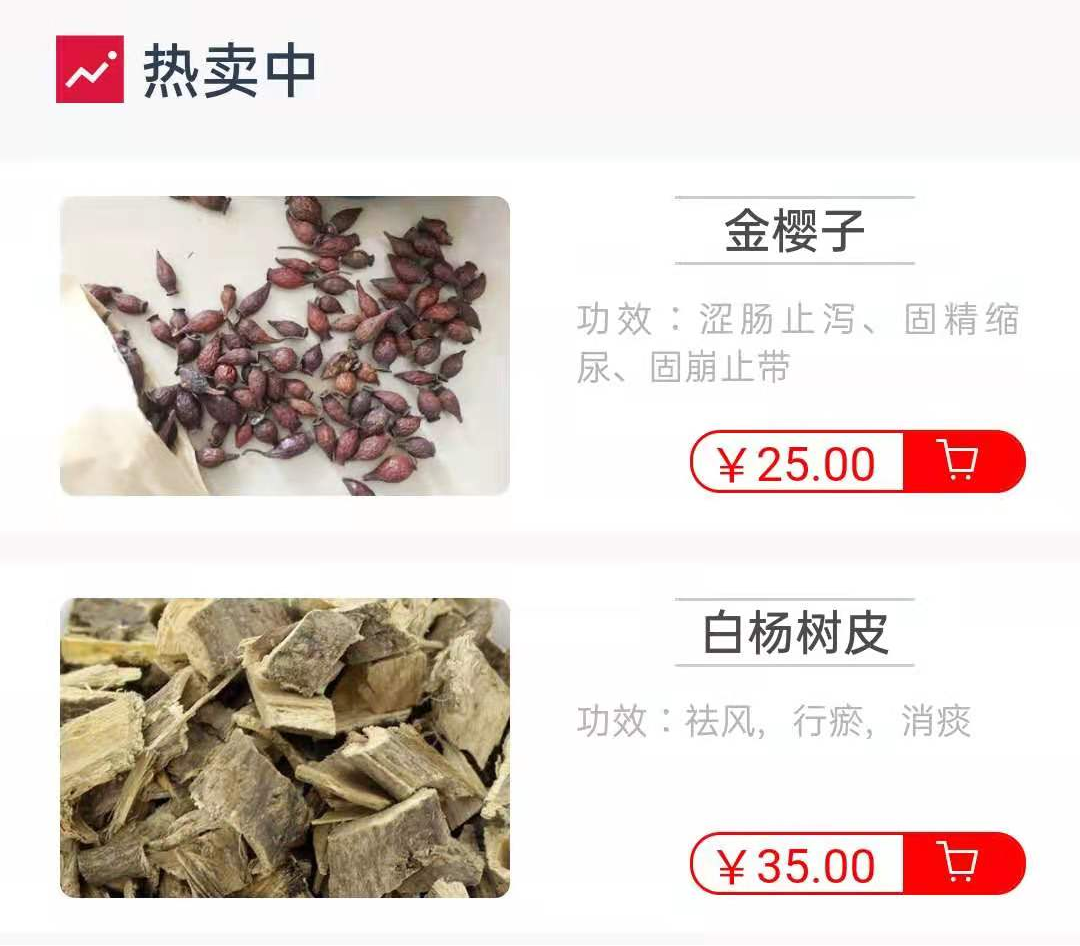 热卖中
金樱子
功效：涩肠止泻、固精缩
尿、固崩止带
￥25.00
白杨树皮
功效：祛风，行瘀，消痰
￥35.00